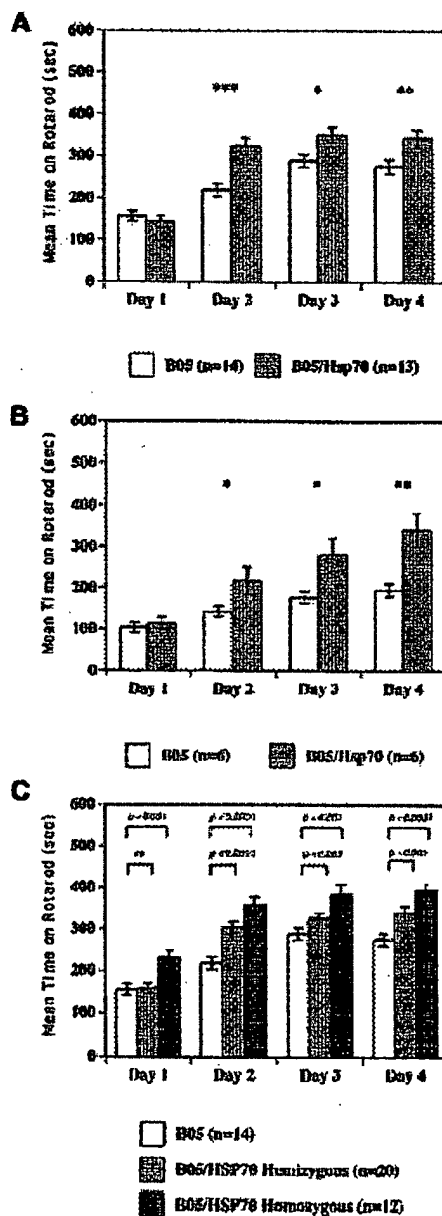 A
Mean Time on Rotarod (sec)
600
500
400
300
200
100
0
***
*
**
Day 1
Day 2
Day 3
Day 4
B05 (n=14)
B05/Hsp70 (n=13)
B
Mean Time on Rotarod (sec)
600
500
400
300
200
100
0
*
*
**
Day 1
Day 2
Day 3
Day 4
B05 (n=6)
B05/Hsp70 (n=6)
C
Mean Time on Rotarod (sec)
600
500
400
300
200
100
0
Day 1
Day 2
Day 3
Day 4
B05 (n=14)
B05/HSP70 Hemizygous (n=20)
B05/HSP70 Homozygous (n=12)